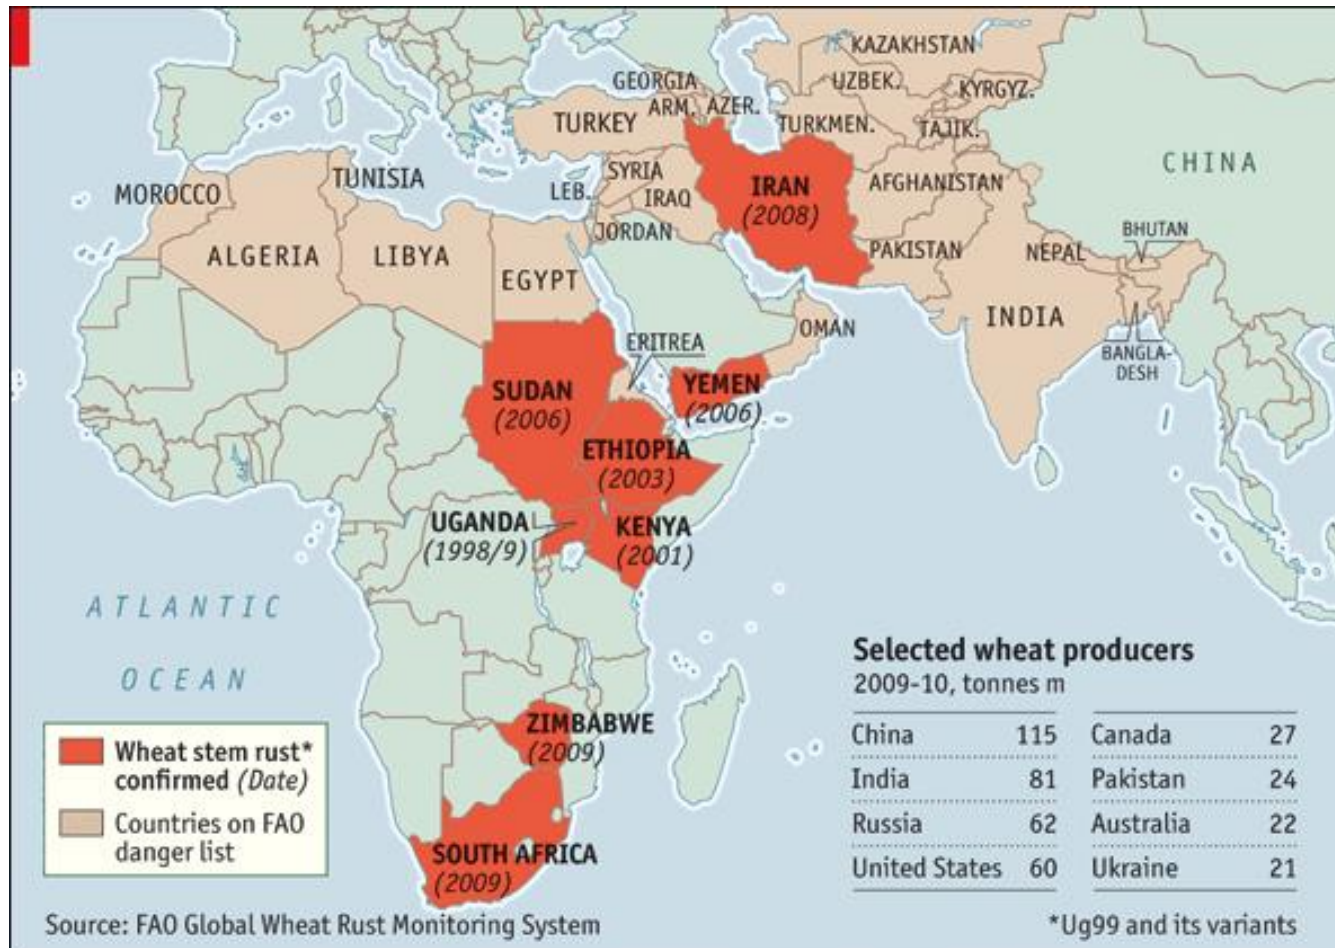 KAZAKHSTAN
GEORGIA
UZBEK.
KYRGYZ.
ARM.
AZER.
TURKEY
TURKMEN.
TAJIK.
CHINA
TUNISIA
SYRIA
MOROCCO
LEB.
IRAQ
IRAN
(2008)
AFGHANISTAN
JORDAN
BHUTAN
ALGERIA
LIBYA
EGYPT
PAKISTAN
NEPAL
INDIA
OMAN
ERITREA
BANGLA-
DESH
SUDAN
(2006)
YEMEN
(2006)
ETHIOPIA
(2003)
UGANDA
(1998/9)
KENYA
(2001)
ATLANTIC
OCEAN
ZIMBABWE
(2009)
SOUTH AFRICA
(2009)
Wheat stem rust*
confirmed (Date)
Countries on FAO
danger list
Selected wheat producers
2009-10, tonnes m
China 115 Canada 27
India 81 Pakistan 24
Russia 62 Australia 22
United States 60 Ukraine 21
Source: FAO Global Wheat Rust Monitoring System
*Ug99 and its variants